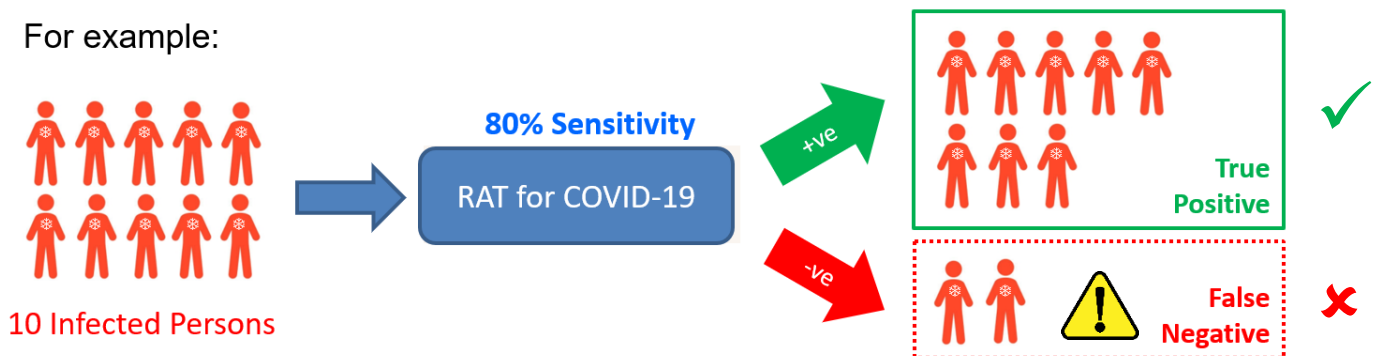 For example:
10 Infected Persons
80% Sensitivity
RAT for COVID-19
+ve
-ve
True
Positive
False
Negative